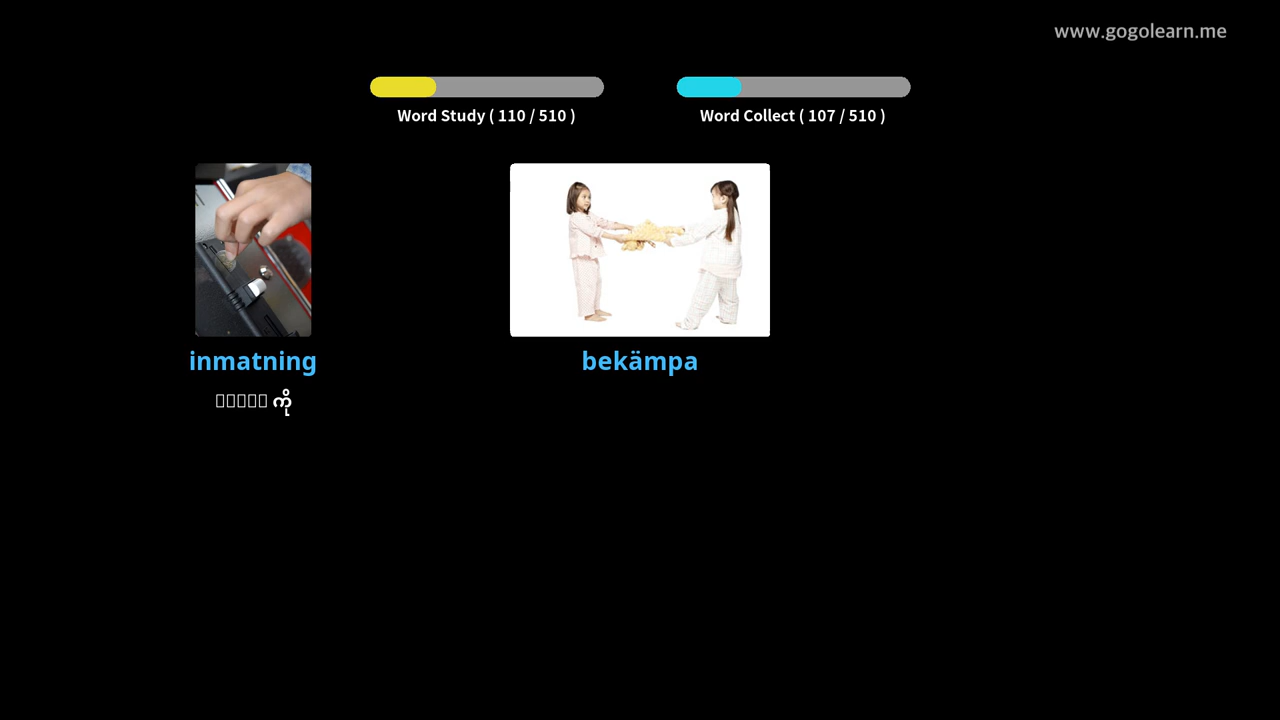 www.gogolearn.me
Word Study ( 110 / 510 )
Word Collect ( 107 / 510 )
inmatning
bekämpa
ကို